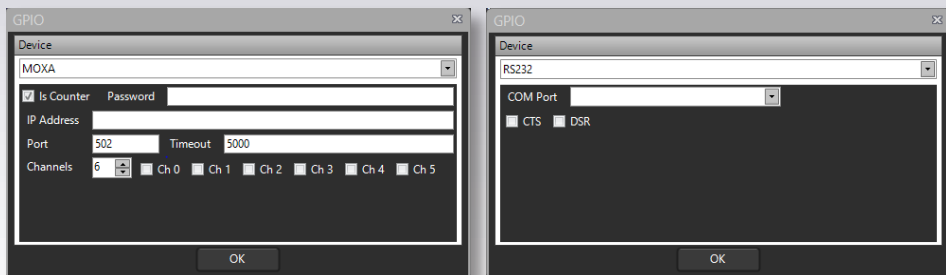 GPIO
Device
MOXA
Is Counter Password
IP Address
Port 502 Timeout 5000
Channels 6 Ch 0 Ch 1 Ch 2 Ch 3 Ch 4 Ch 5
OK
GPIO
Device
RS232
COM Port
CTS DSR
OK